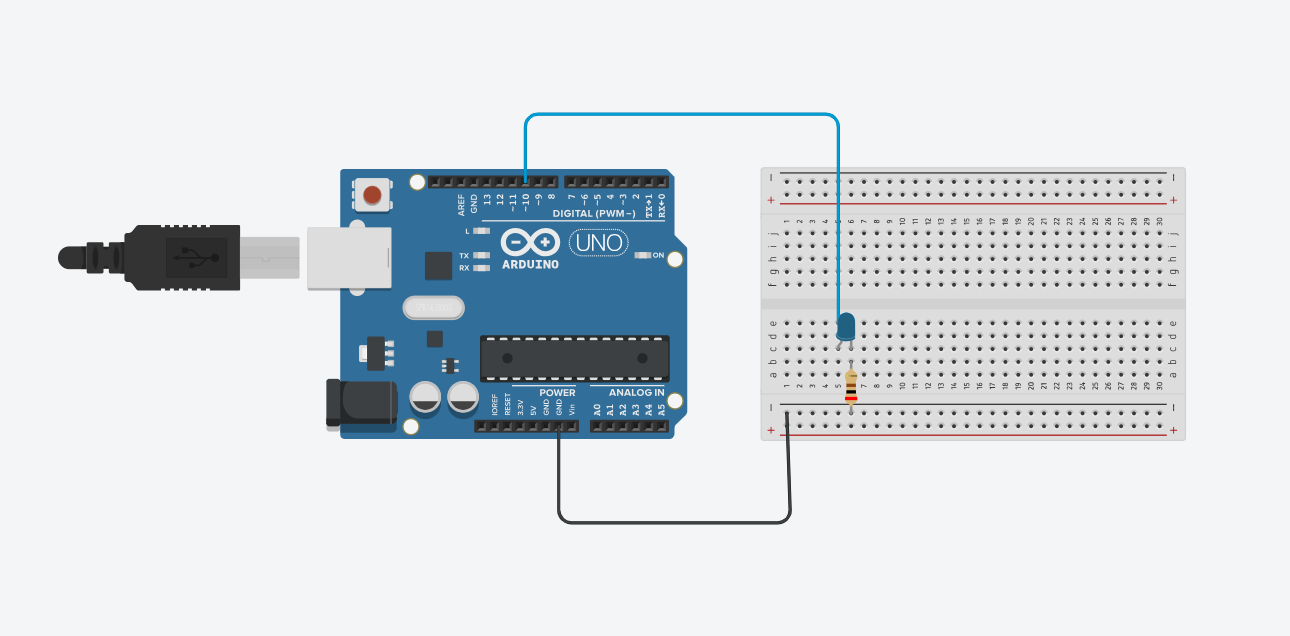 AREF
GND
13
12
~11
~10
~9
8
7
~6
~5
4
~3
2
TX→1
RX←0
DIGITAL (PWM~)
L
TX
RX
ARDUINO
UNO
ON
POWER
ANALOG IN
IOREF
RESET
3.3V
5V
GND
GND
Vin
A0
A1
A2
A3
A4
A5
1 2 3 4 5 6 7 8 9 10 11 12 13 14 15 16 17 18 19 20 21 22 23 24 25 26 27 28 29 30
j j
i i
h h
g g
f f
e e
d d
c c
b b
a a
1 2 3 4 5 7 8 9 10 11 12 13 14 15 16 17 18 19 20 21 22 23 24 25 26 27 28 29 30